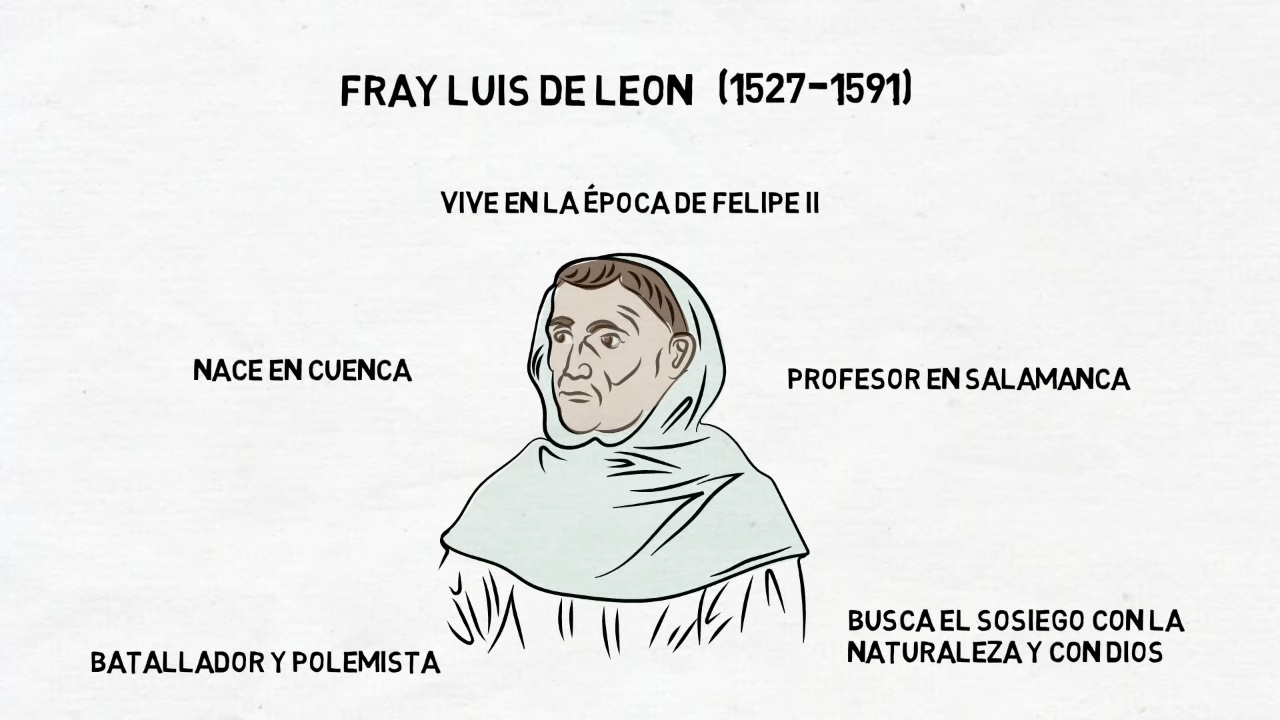 FRAY LUIS DE LEON (1527-1591)
VIVE EN LA ÉPOCA DE FELIPE II
NACE EN CUENCA
PROFESOR EN SALAMANCA
BATALLADOR Y POLEMISTA
BUSCA EL SOSIEGO CON LA
NATURALEZA Y CON DIOS